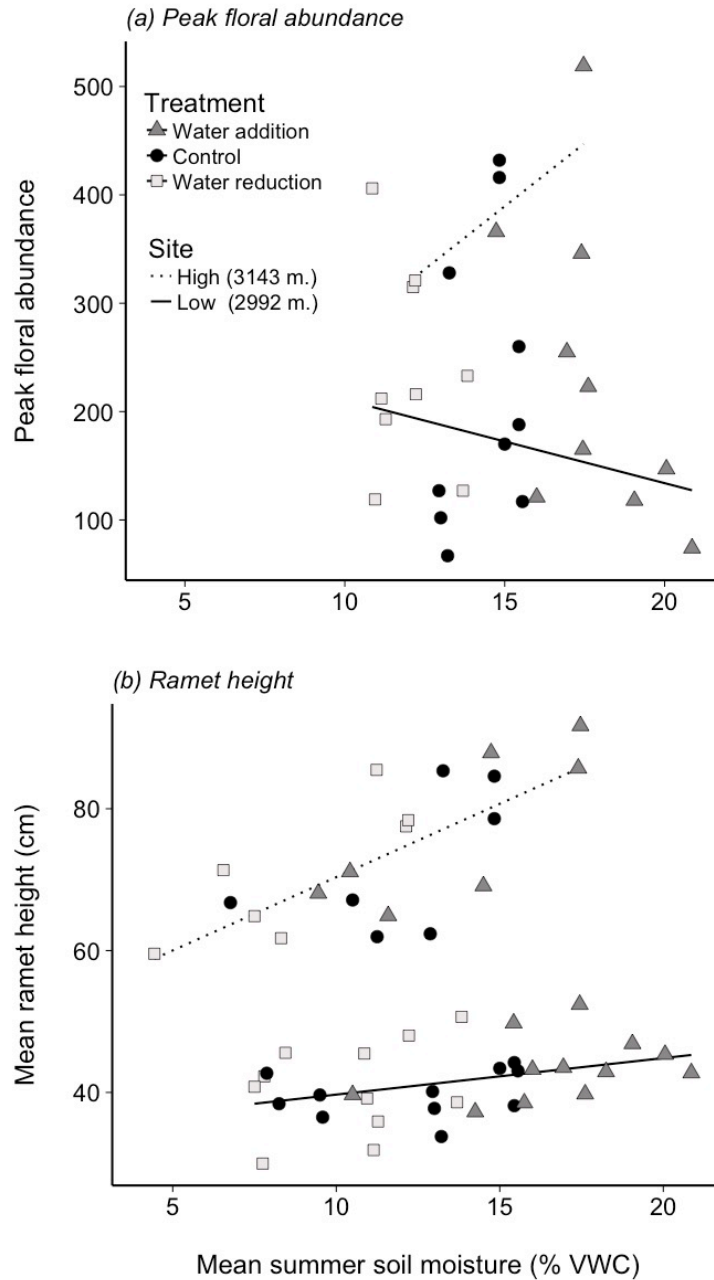 (a) Peak floral abundance
500
400
300
200
100
Peak floral abundance
Treatment
Water addition
Control
Water reduction
Site
High (3143 m.)
Low (2992 m.)
5 10 15 20
(b) Ramet height
80
60
40
Mean ramet height (cm)
5 10 15 20
Mean summer soil moisture (% VWC)